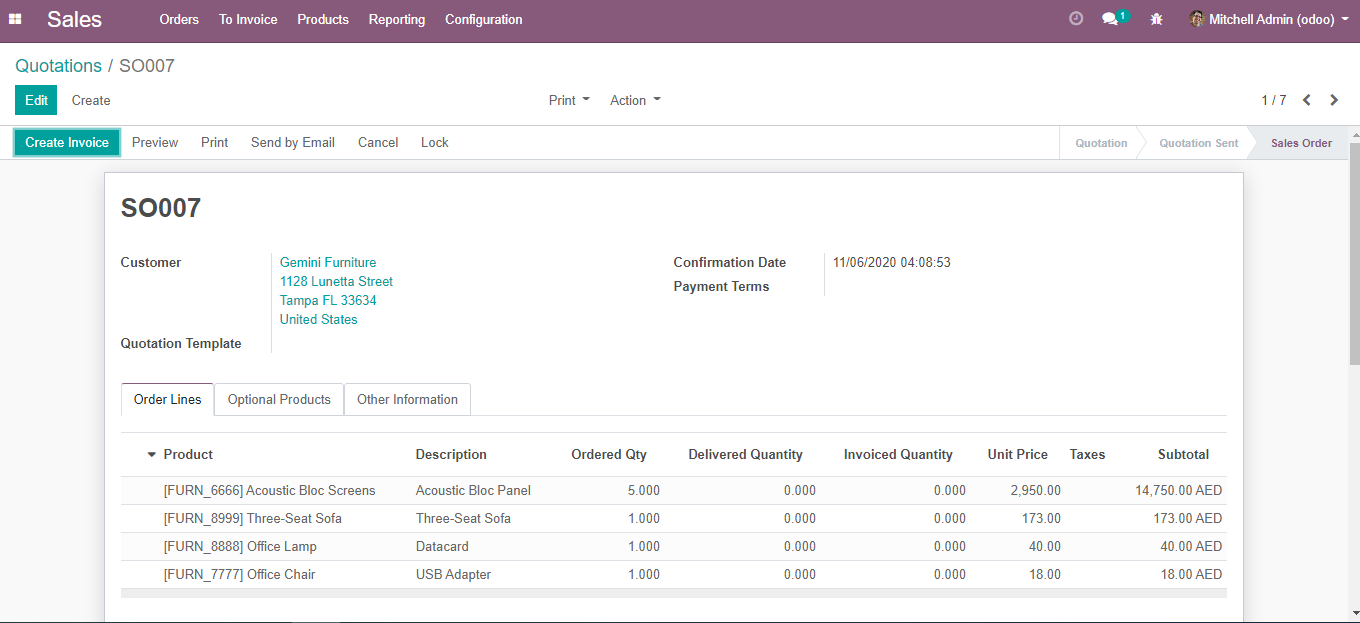 Sales Orders To Invoice Products Reporting Configuration 1 Mitchell Admin (odoo)
Quotations / SO007
Edit Create Print Action 1 / 7
Create Invoice Preview Print Send by Email Cancel Lock Quotation Quotation Sent Sales Order
SO007
Customer Gemini Furniture Confirmation Date 11/06/2020 04:08:53
1128 Lunetta Street Payment Terms
Tampa FL 33634
United States
Quotation Template
Order Lines Optional Products Other Information
Product Description Ordered Qty Delivered Quantity Invoiced Quantity Unit Price Taxes Subtotal
[FURN_6666] Acoustic Bloc Screens Acoustic Bloc Panel 5.000 0.000 0.000 2,950.00 14,750.00 AED
[FURN_8999] Three-Seat Sofa Three-Seat Sofa 1.000 0.000 0.000 173.00 173.00 AED
[FURN_8888] Office Lamp Datacard 1.000 0.000 0.000 40.00 40.00 AED
[FURN_7777] Office Chair USB Adapter 1.000 0.000 0.000 18.00 18.00 AED